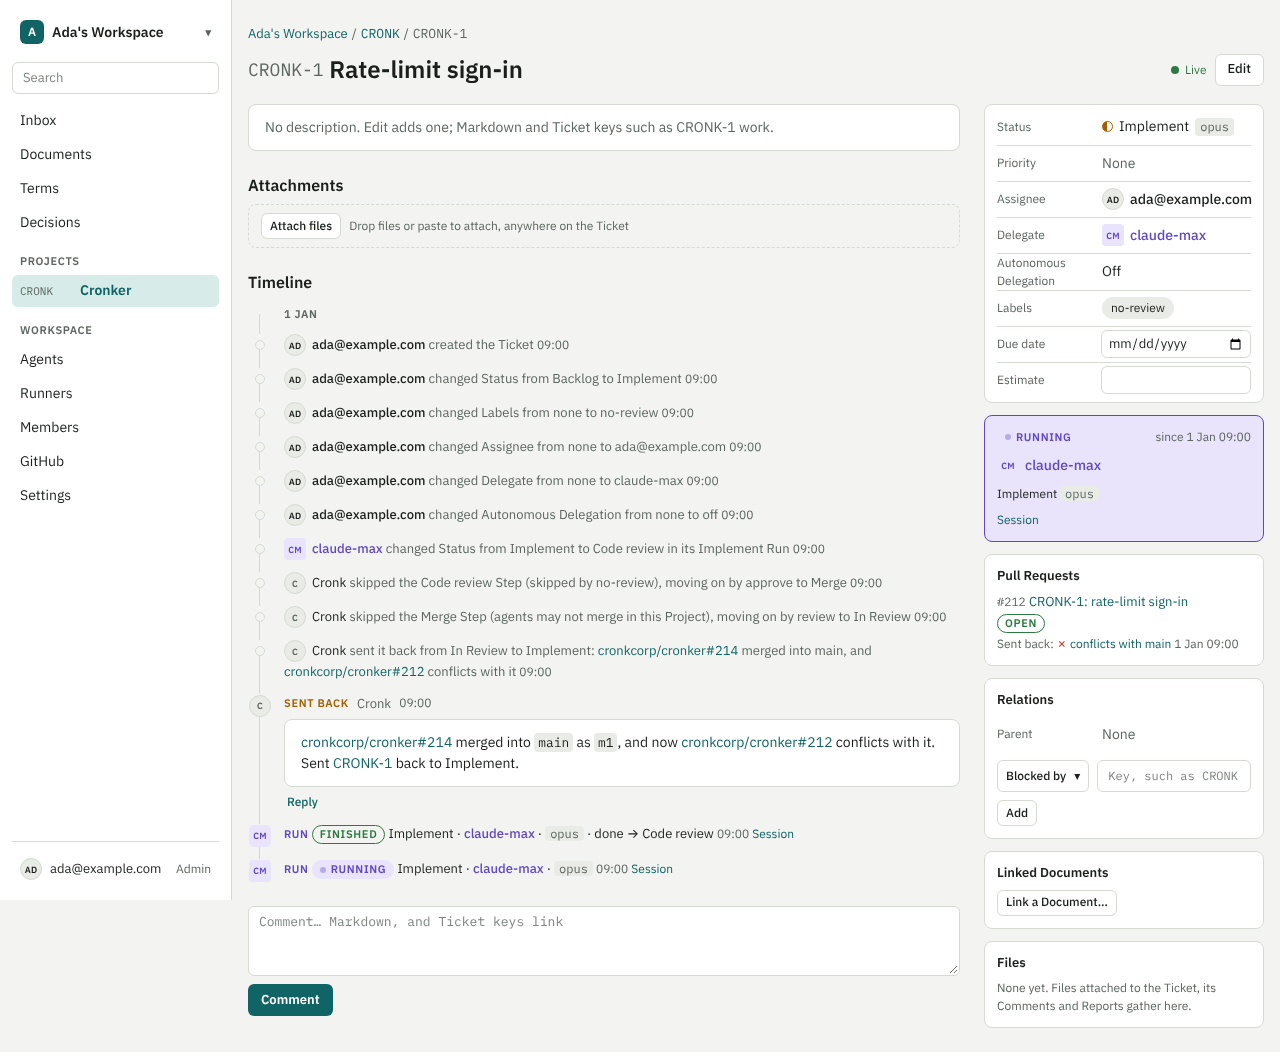 A Ada's Workspace ▾
Search
Inbox
Documents
Terms
Decisions
PROJECTS
CRONK Cronker
WORKSPACE
Agents
Runners
Members
GitHub
Settings
AD ada@example.com Admin
Ada's Workspace / CRONK / CRONK-1
CRONK-1 Rate-limit sign-in
Live Edit
No description. Edit adds one; Markdown and Ticket keys such as CRONK-1 work.
Attachments
Attach files Drop files or paste to attach, anywhere on the Ticket
Timeline
1 JAN
AD ada@example.com created the Ticket 09:00
AD ada@example.com changed Status from Backlog to Implement 09:00
AD ada@example.com changed Labels from none to no-review 09:00
AD ada@example.com changed Assignee from none to ada@example.com 09:00
AD ada@example.com changed Delegate from none to claude-max 09:00
AD ada@example.com changed Autonomous Delegation from none to off 09:00
CM claude-max changed Status from Implement to Code review in its Implement Run 09:00
C Cronk skipped the Code review Step (skipped by no-review), moving on by approve to Merge 09:00
C Cronk skipped the Merge Step (agents may not merge in this Project), moving on by review to In Review 09:00
C Cronk sent it back from In Review to Implement: cronkcorp/cronker#214 merged into main, and
cronkcorp/cronker#212 conflicts with it 09:00
C SENT BACK Cronk 09:00
cronkcorp/cronker#214 merged into main as m1, and now cronkcorp/cronker#212 conflicts with it.
Sent CRONK-1 back to Implement.
Reply
CM RUN FINISHED Implement · claude-max · opus · done → Code review 09:00 Session
CM RUN RUNNING Implement · claude-max · opus 09:00 Session
Comment… Markdown, and Ticket keys link
Comment
Status Implement opus
Priority None
Assignee AD ada@example.com
Delegate CM claude-max
Autonomous
Delegation Off
Labels no-review
Due date mm/dd/yyyy
Estimate
RUNNING since 1 Jan 09:00
CM claude-max
Implement opus
Session
Pull Requests
#212 CRONK-1: rate-limit sign-in
OPEN
Sent back: × conflicts with main 1 Jan 09:00
Relations
Parent None
Blocked by ▾ Key, such as CRONK
Add
Linked Documents
Link a Document…
Files
None yet. Files attached to the Ticket, its
Comments and Reports gather here.